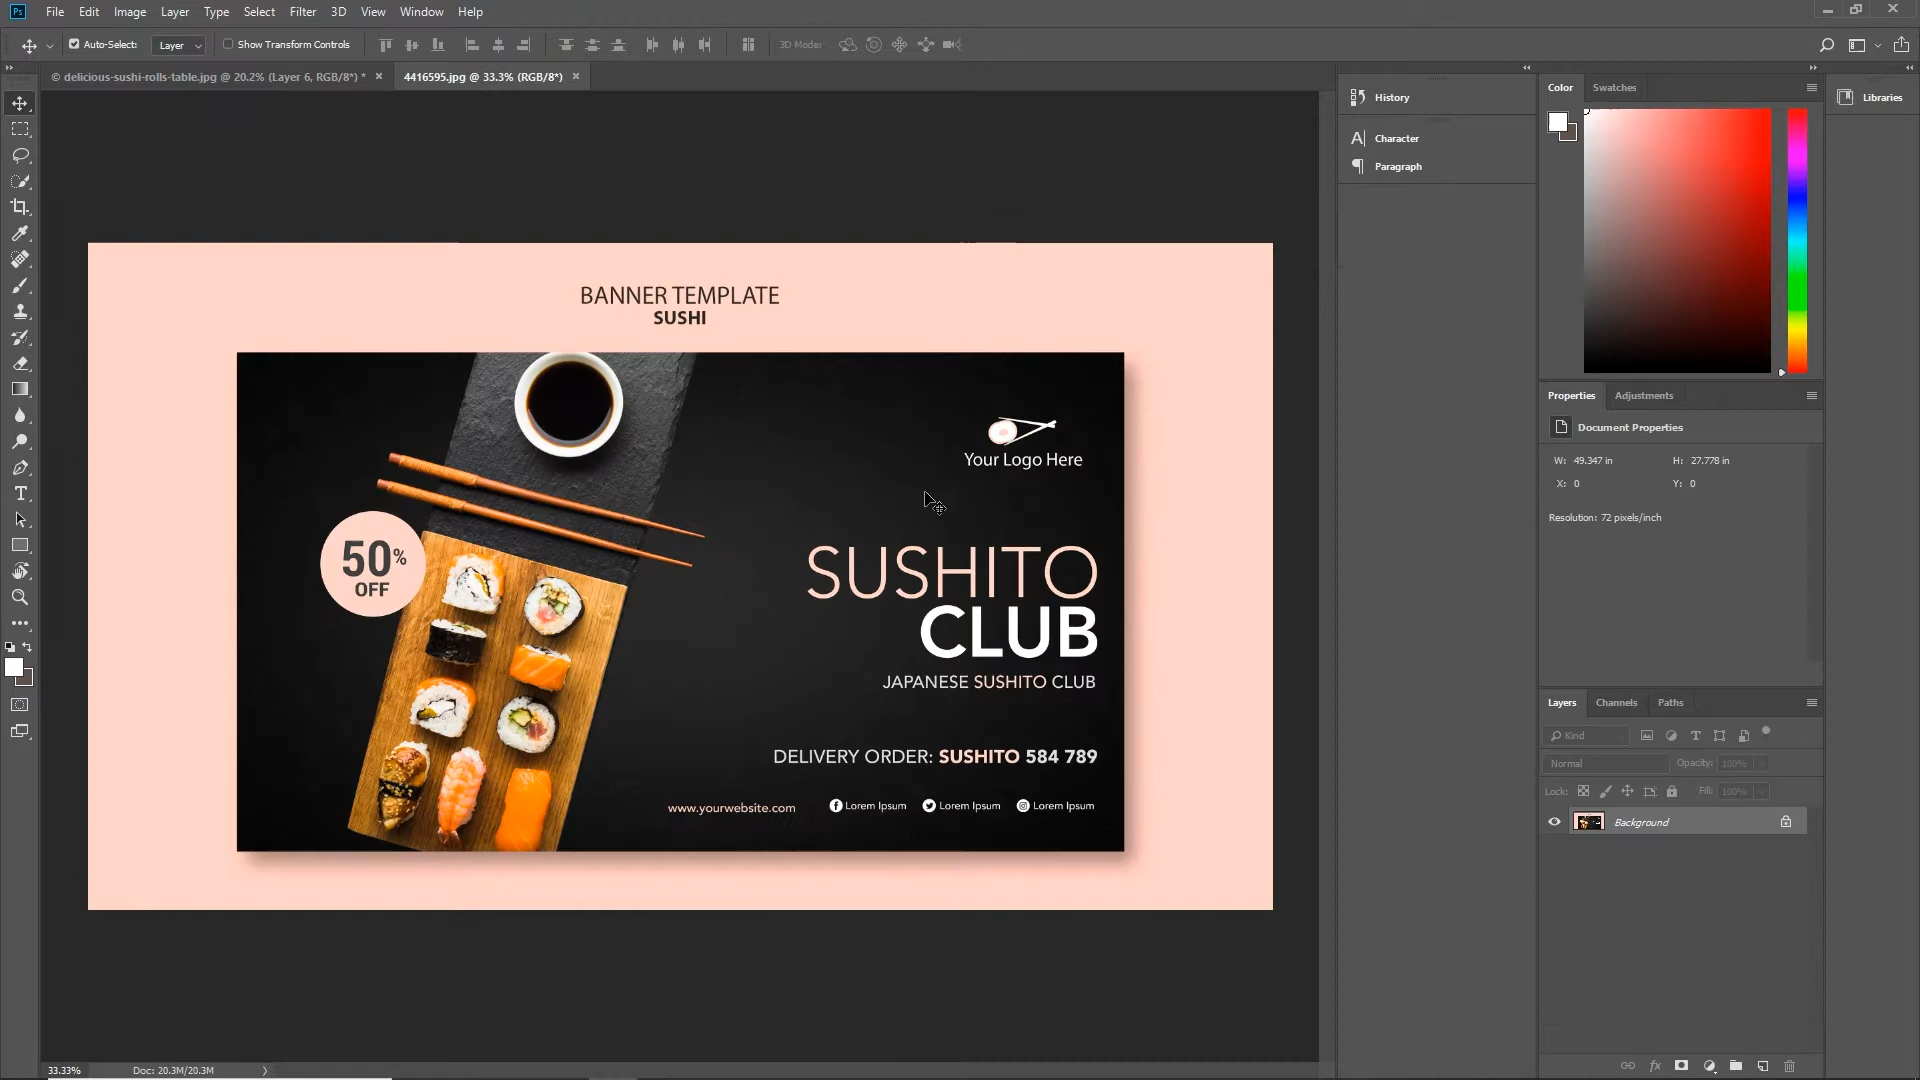 Ps File Edit Image Layer Type Select Filter 3D View Window Help
Auto-Select: Layer Show Transform Controls 3D Mode:
© delicious-sushi-rolls-table.jpg @ 20.2% (Layer 6, RGB/8*) * × 4416595.jpg @ 33.3% (RGB/8*) ×
History
Character
Paragraph
Color Swatches
Libraries
BANNER TEMPLATE
SUSHI
Your Logo Here
50%
OFF
SUSHITO
CLUB
JAPANESE SUSHITO CLUB
DELIVERY ORDER: SUSHITO 584 789
www.yourwebsite.com Lorem Ipsum Lorem Ipsum Lorem Ipsum
Properties Adjustments
Document Properties
W: 49.347 in H: 27.778 in
X: 0 Y: 0
Resolution: 72 pixels/inch
Layers Channels Paths
Kind
Normal Opacity: 100%
Lock: Fill: 100%
Background
33.33% Doc: 20.3M/20.3M